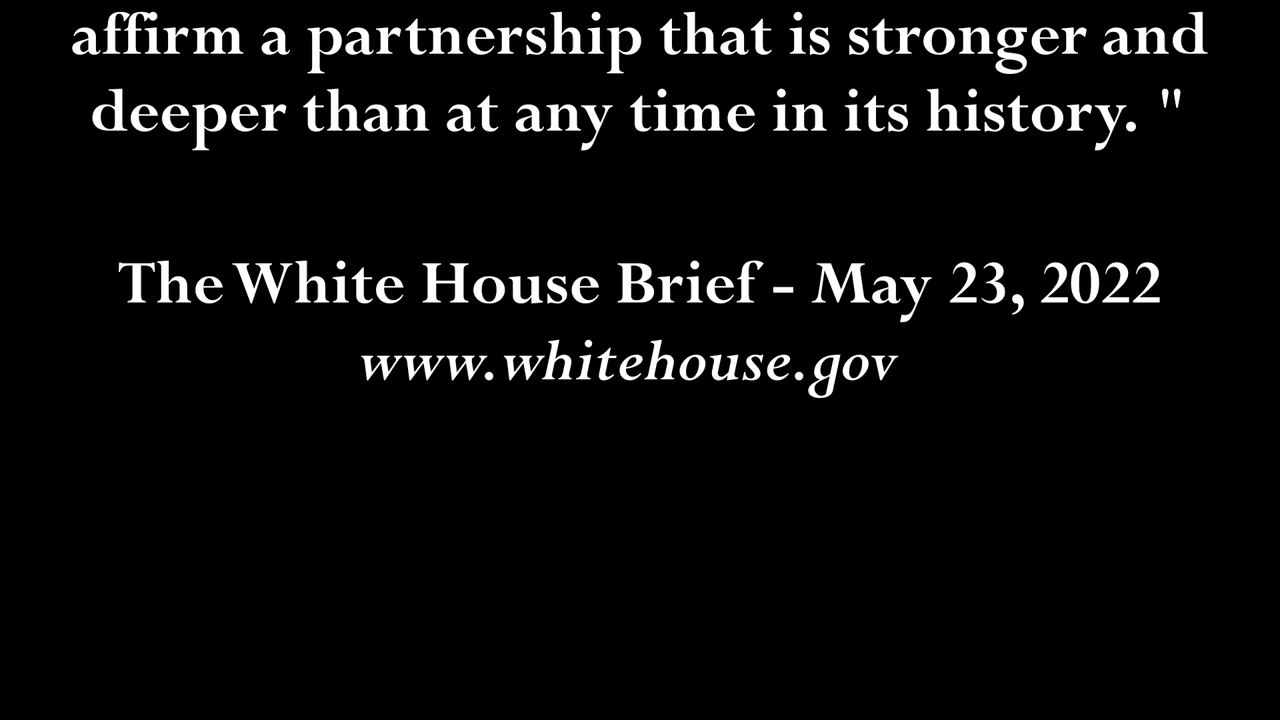 affirm a partnership that is stronger and
deeper than at any time in its history. "
The White House Brief - May 23, 2022
www.whitehouse.gov